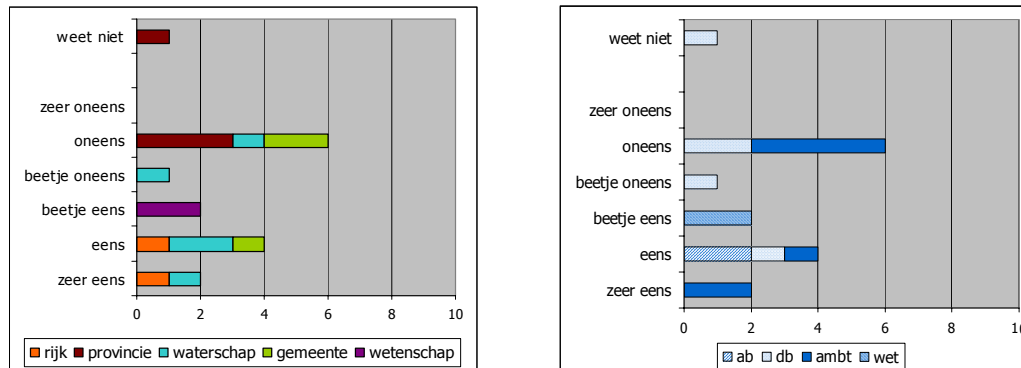 weet niet
zeer oneens
oneens
beetje oneens
beetje eens
eens
zeer eens
0 2 4 6 8 10
rijk provincie waterschap gemeente wetenschap
weet niet
zeer oneens
oneens
beetje oneens
beetje eens
eens
zeer eens
0 2 4 6 8 10
ab db ambt wet